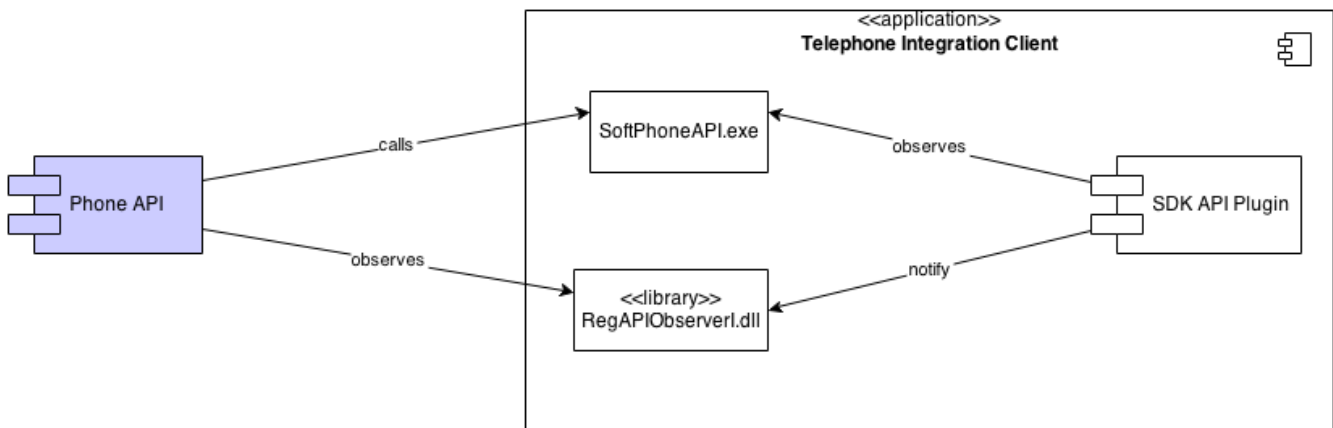 <<application>>
Telephone Integration Client
SoftPhoneAPI.exe
calls
observes
Phone API
SDK API Plugin
observes
notify
<<library>>
RegAPIObserverI.dll